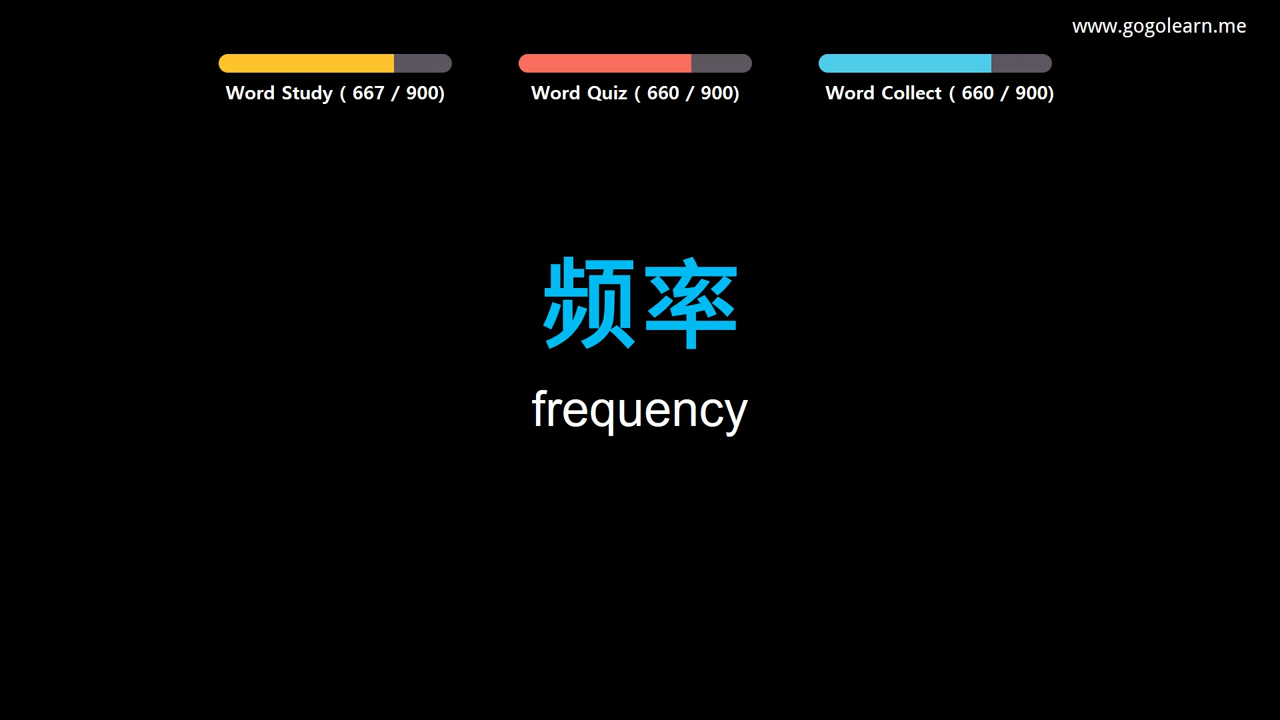 www.gogolearn.me
Word Study ( 667 / 900)
Word Quiz ( 660 / 900)
Word Collect ( 660 / 900)
频率
frequency